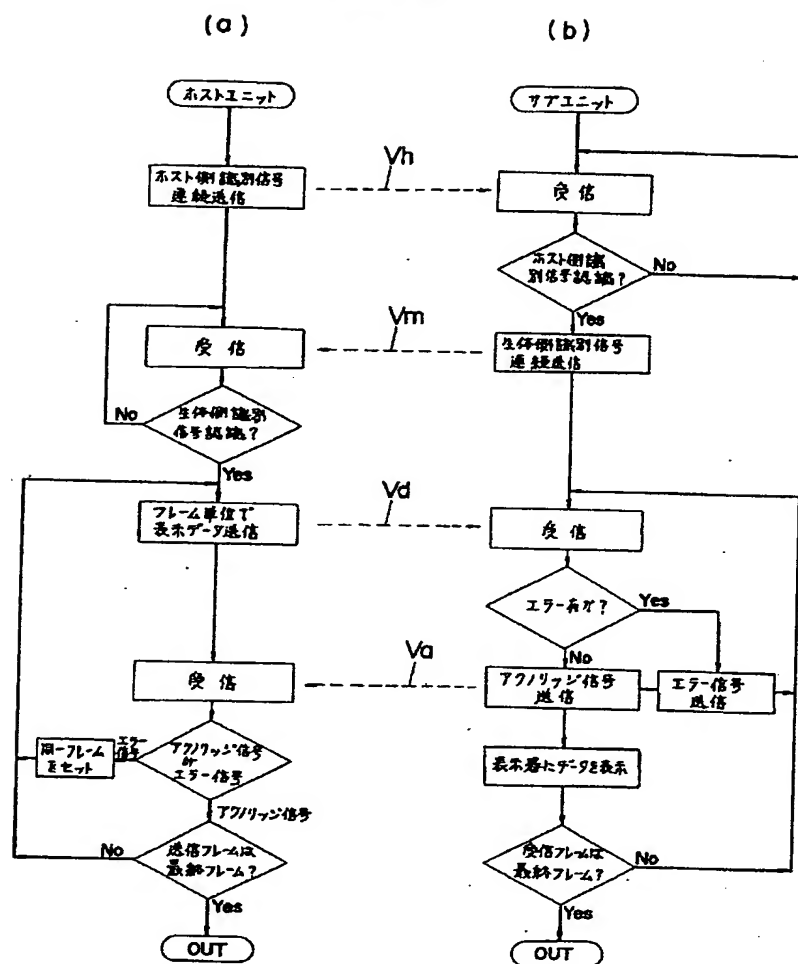 (a)
ホストユニット
ホスト側識別信号
連続送信
受信
生体側識別
信号認識?
No
Yes
フレーム単位で
表示データ送信
受信
アクノリッジ信号
or
エラー信号
エラー
信号
同一フレーム
をセット
アクノリッジ信号
送信フレームは
最終フレーム?
No
Yes
OUT
Vh
Vm
Vd
Va
(b)
サブユニット
受信
ホスト側識
別信号認識?
No
Yes
生体側識別信号
連続送信
受信
エラー有か?
Yes
No
アクノリッジ信号
送信
エラー信号
送信
表示器にデータを表示
受信フレームは
最終フレーム?
No
Yes
OUT